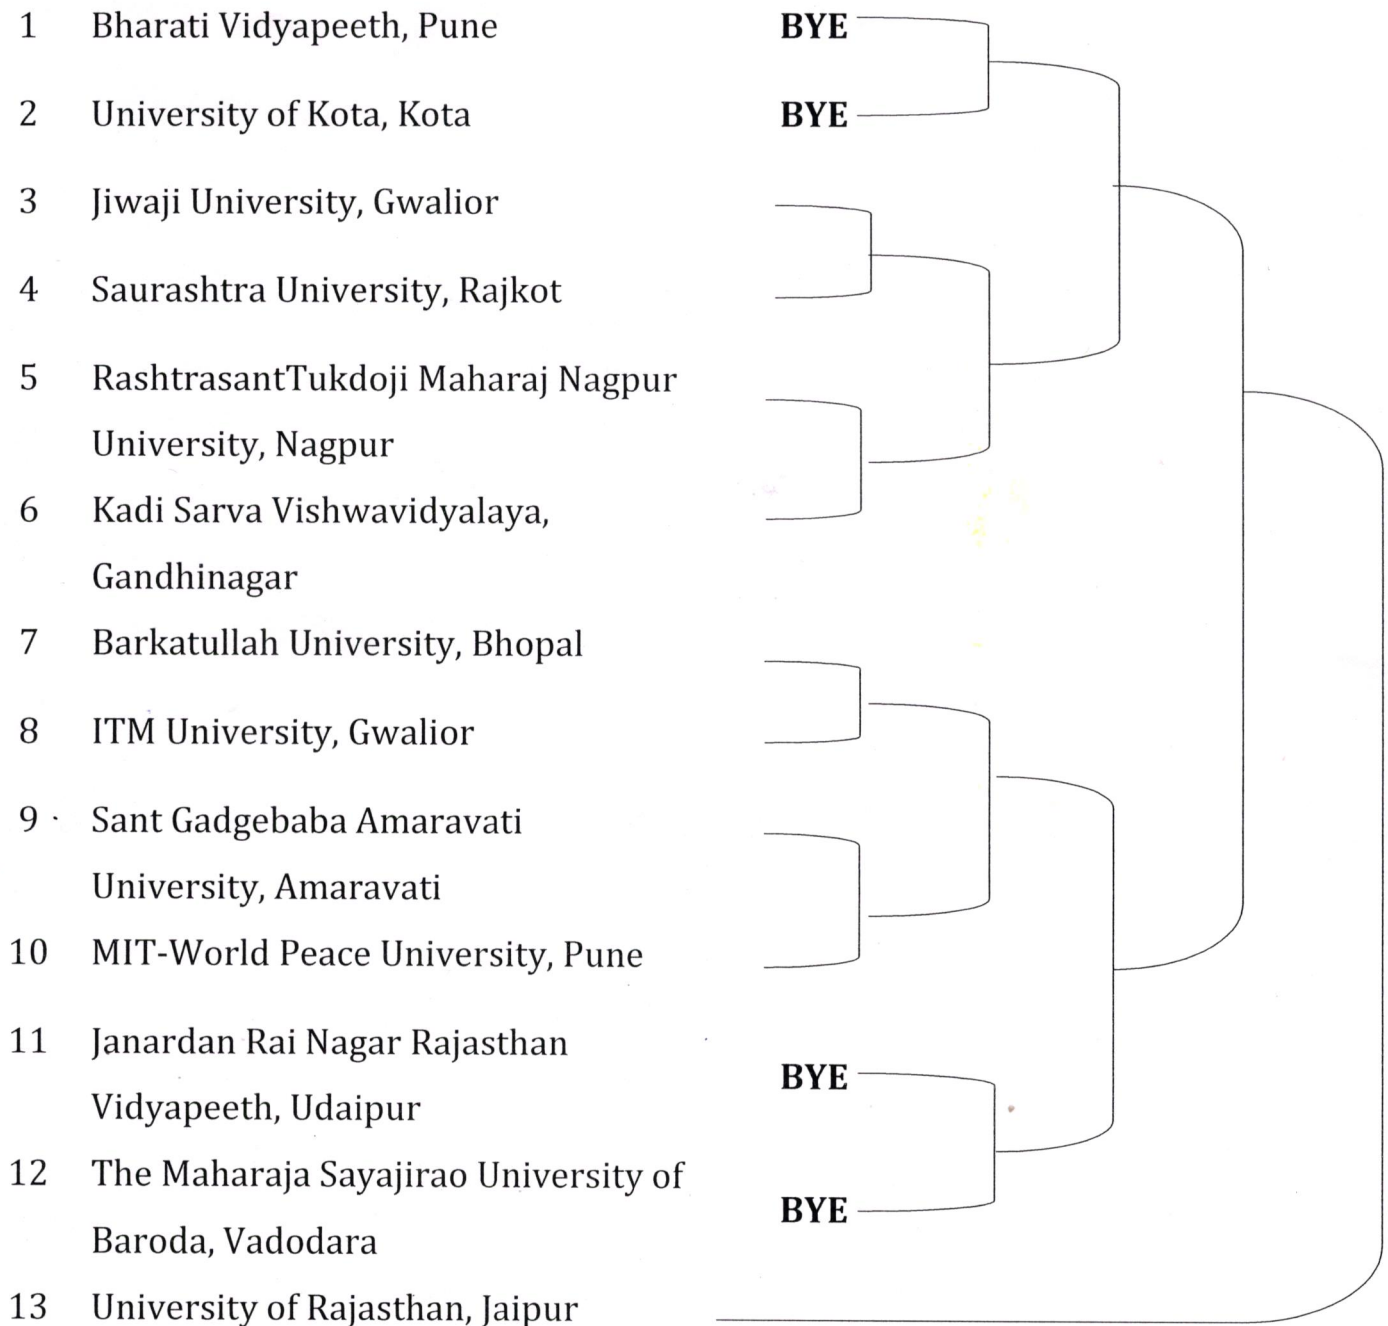 1 Bharati Vidyapeeth, Pune BYE
2 University of Kota, Kota BYE
3 Jiwaji University, Gwalior
4 Saurashtra University, Rajkot
5 RashtrasantTukdoji Maharaj Nagpur
University, Nagpur
6 Kadi Sarva Vishwavidyalaya,
Gandhinagar
7 Barkatullah University, Bhopal
8 ITM University, Gwalior
9 Sant Gadgebaba Amaravati
University, Amaravati
10 MIT-World Peace University, Pune
11 Janardan Rai Nagar Rajasthan
BYE
Vidyapeeth, Udaipur
12 The Maharaja Sayajirao University of
BYE
Baroda, Vadodara
13 University of Rajasthan, Jaipur